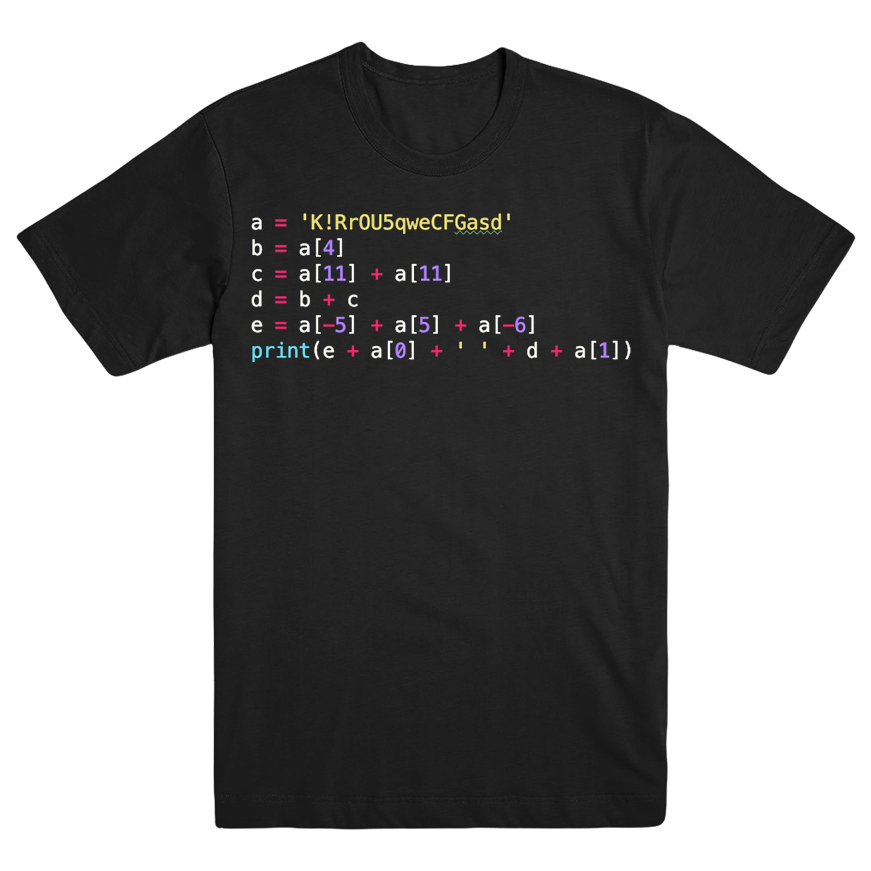 a = 'K!RrOU5qweCFGasd'
b = a[4]
c = a[11] + a[11]
d = b + c
e = a[-5] + a[5] + a[-6]
print(e + a[0] + ' ' + d + a[1])